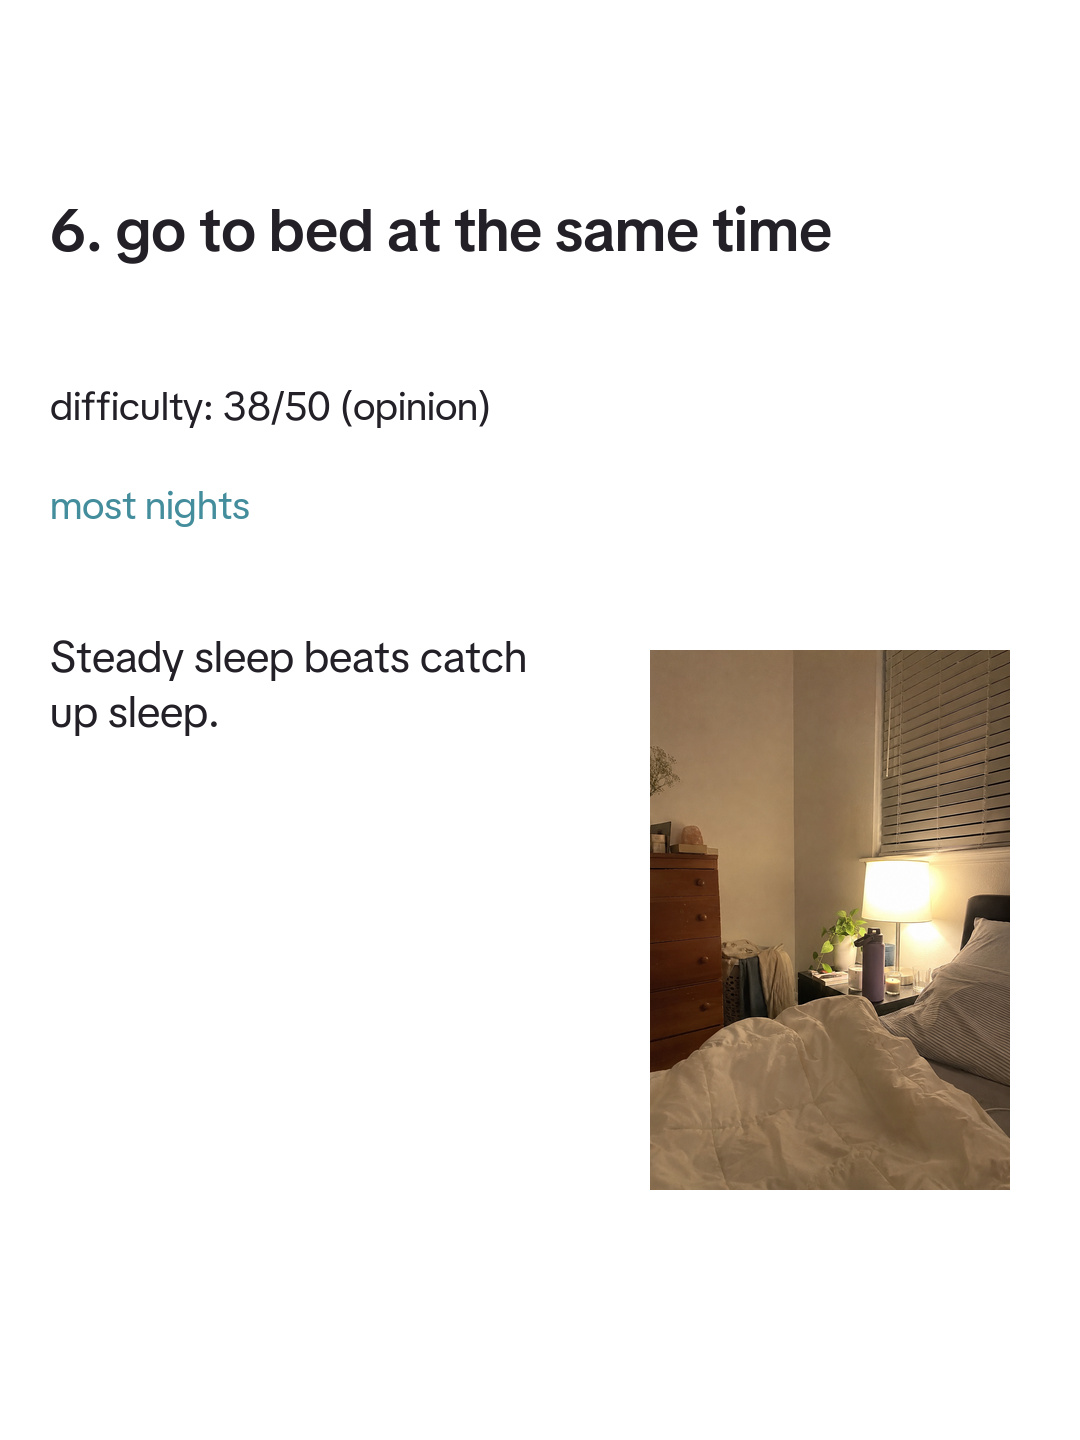 6. go to bed at the same time
difficulty: 38/50 (opinion)
most nights
Steady sleep beats catch
up sleep.